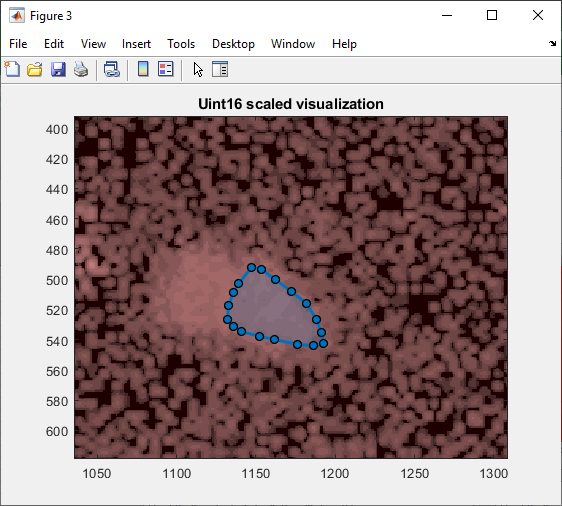 Figure 3
File Edit View Insert Tools Desktop Window Help
Uint16 scaled visualization
400
420
440
460
480
500
520
540
560
580
600
1050 1100 1150 1200 1250 1300